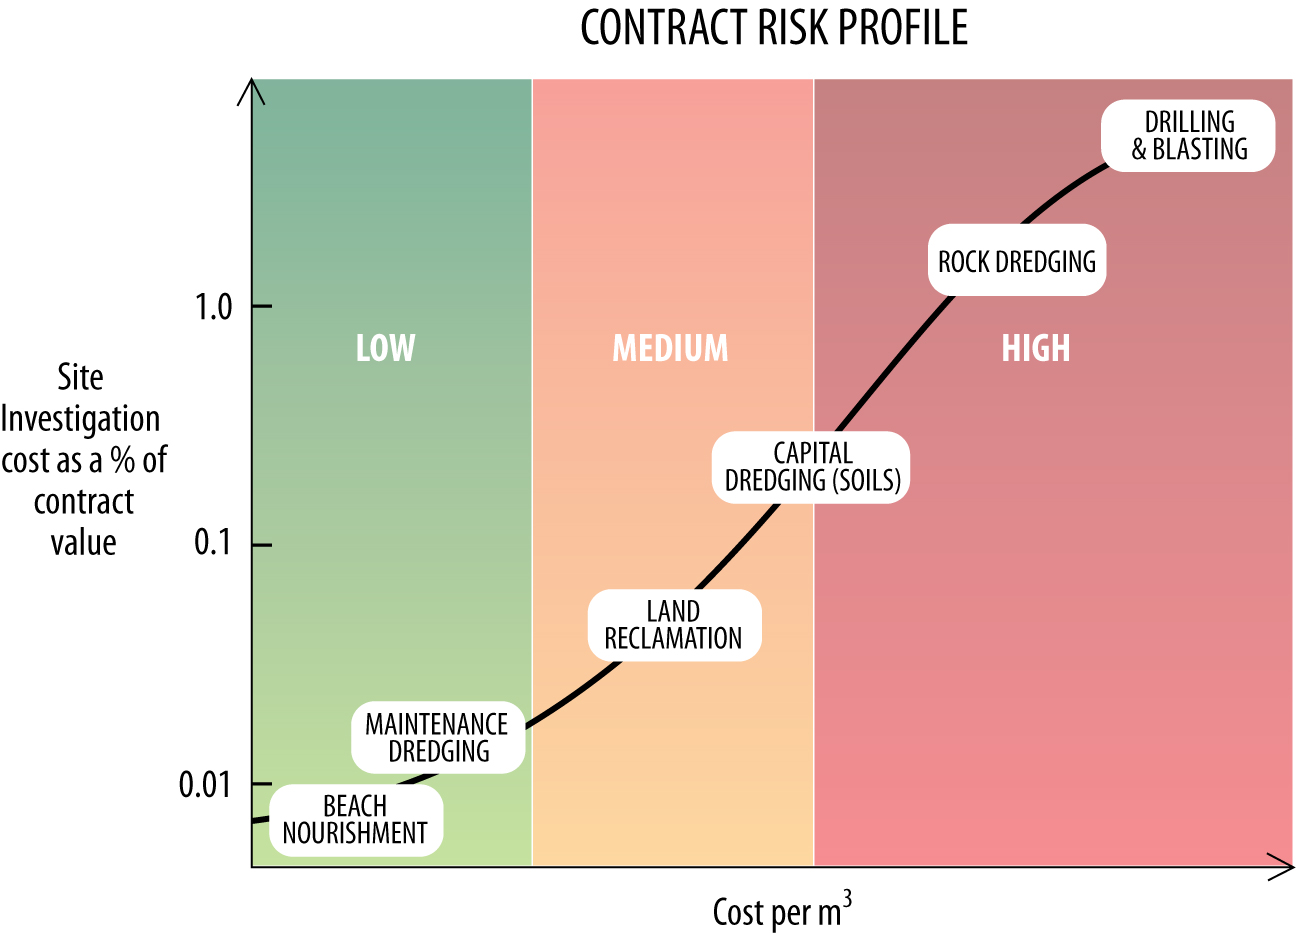 CONTRACT RISK PROFILE
DRILLING
& BLASTING
ROCK DREDGING
1.0
LOW
MEDIUM
HIGH
Site
Investigation
cost as a % of
contract
value
CAPITAL
DREDGING (SOILS)
0.1
LAND
RECLAMATION
MAINTENANCE
DREDGING
0.01
BEACH
NOURISHMENT
Cost per m³